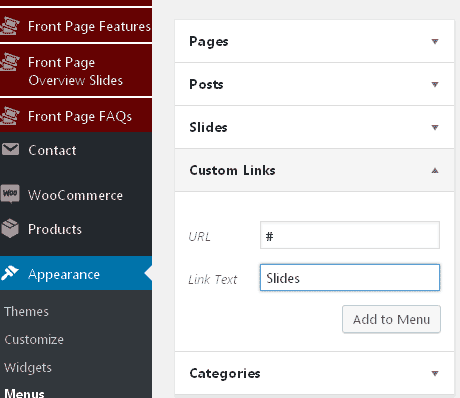 Front Page Features
Front Page
Overview Slides
Front Page FAQs
Contact
WOO
WooCommerce
Products
Appearance
Themes
Customize
Widgets
Menus
Pages
Posts
Slides
Custom Links
URL
#
Link Text
Slides
Add to Menu
Categories